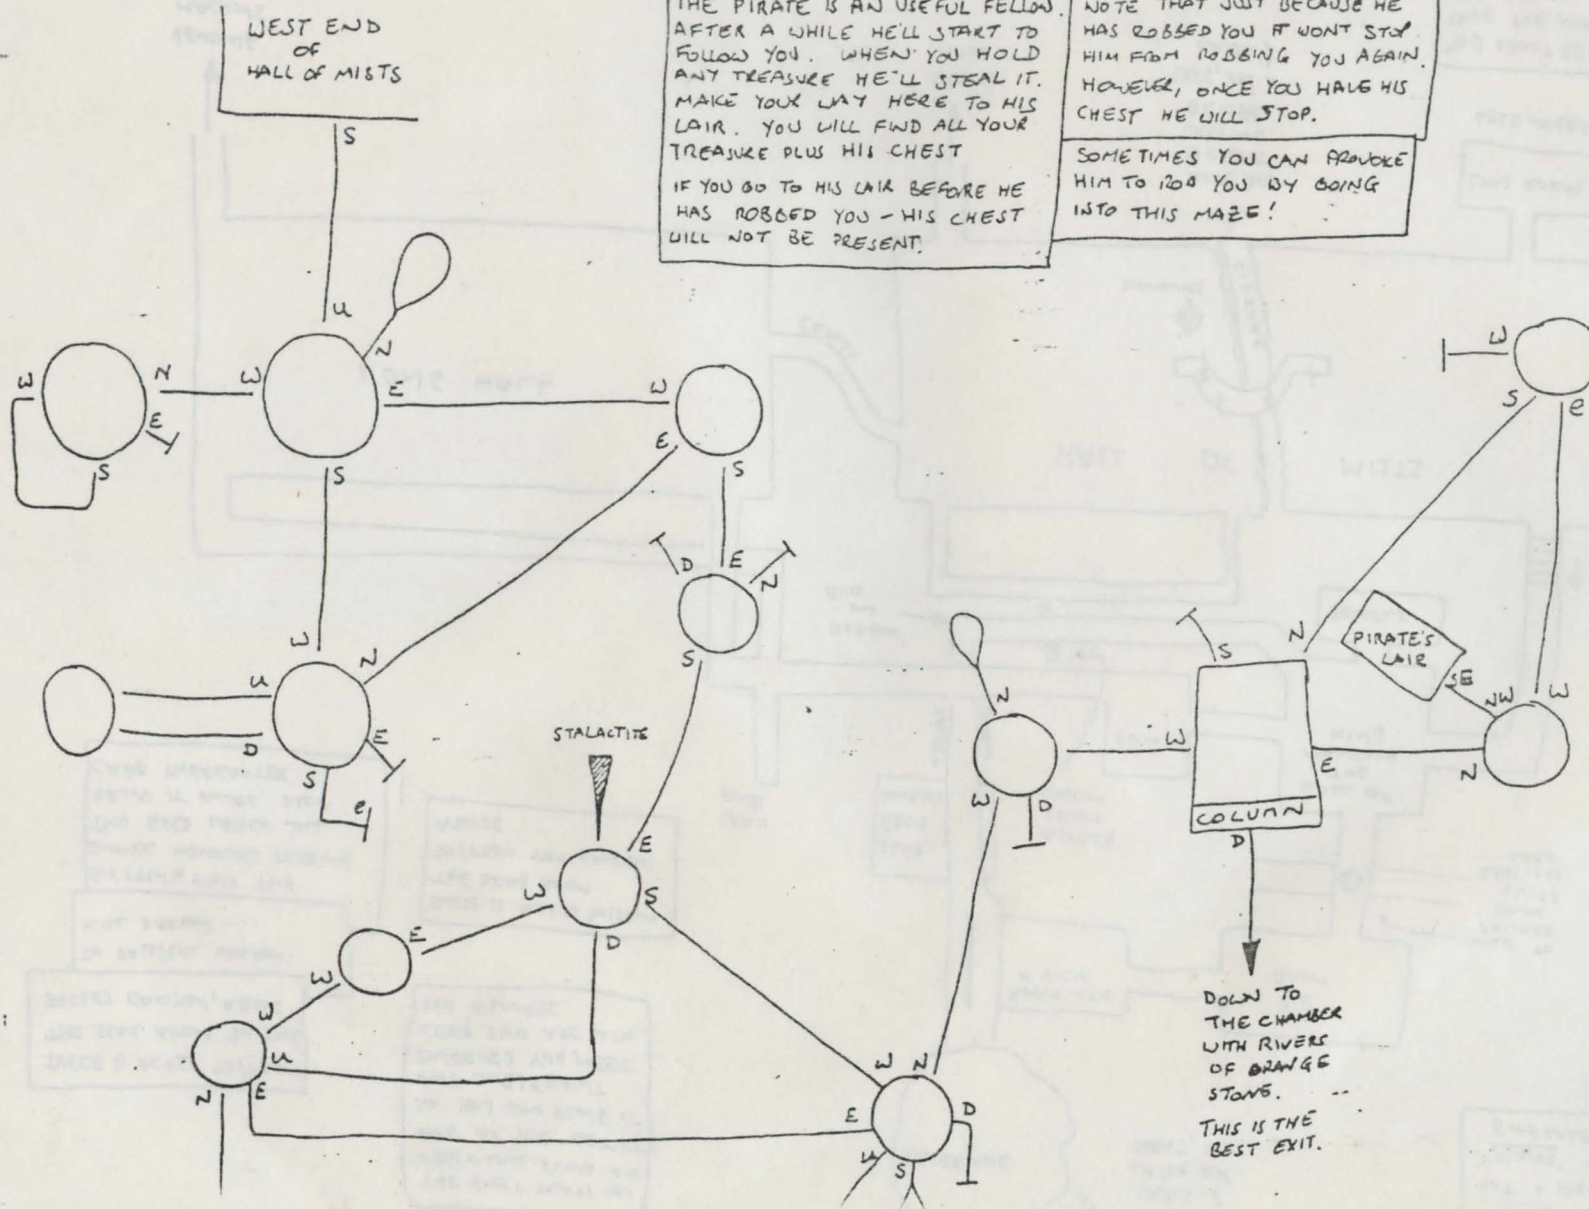 WEST END
OF
HALL OF MISTS
S
THE PIRATE IS AN USEFUL FELLOW.
AFTER A WHILE HE'LL START TO
FOLLOW YOU. WHEN YOU HOLD
ANY TREASURE HE'LL STEAL IT.
MAKE YOUR WAY HERE TO HIS
LAIR. YOU WILL FIND ALL YOUR
TREASURE PLUS HIS CHEST
IF YOU GO TO HIS LAIR BEFORE HE
HAS ROBBED YOU - HIS CHEST
WILL NOT BE PRESENT.
NOTE THAT JUST BECAUSE HE
HAS ROBBED YOU IT WONT STOP
HIM FROM ROBBING YOU AGAIN.
HOWEVER, ONCE YOU HAVE HIS
CHEST HE WILL STOP.
SOMETIMES YOU CAN PROVOKE
HIM TO ROB YOU BY GOING
INTO THIS MAZE!
U
N
W N W E W
E
S S E S
W
S e
D E N
S
W N
U
D E
S
e
STALACTITE
E
W S
D
E
W
W
U
N E
N
W D
S N
W E
COLUMN
D
PIRATE'S
LAIR
SE NW W
N
W N
E D
U S
DOWN TO
THE CHAMBER
WITH RIVERS
OF ORANGE
STONE.
THIS IS THE
BEST EXIT.